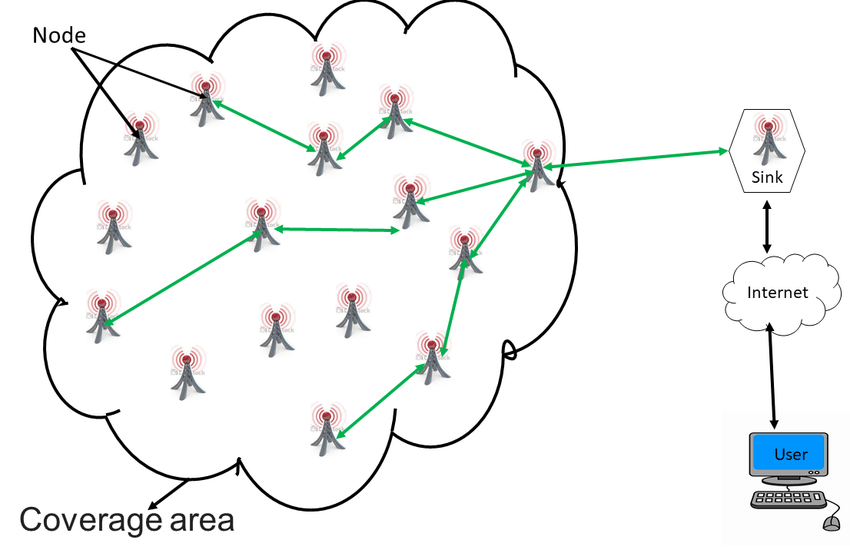 Node
Sink
Internet
User
Coverage area